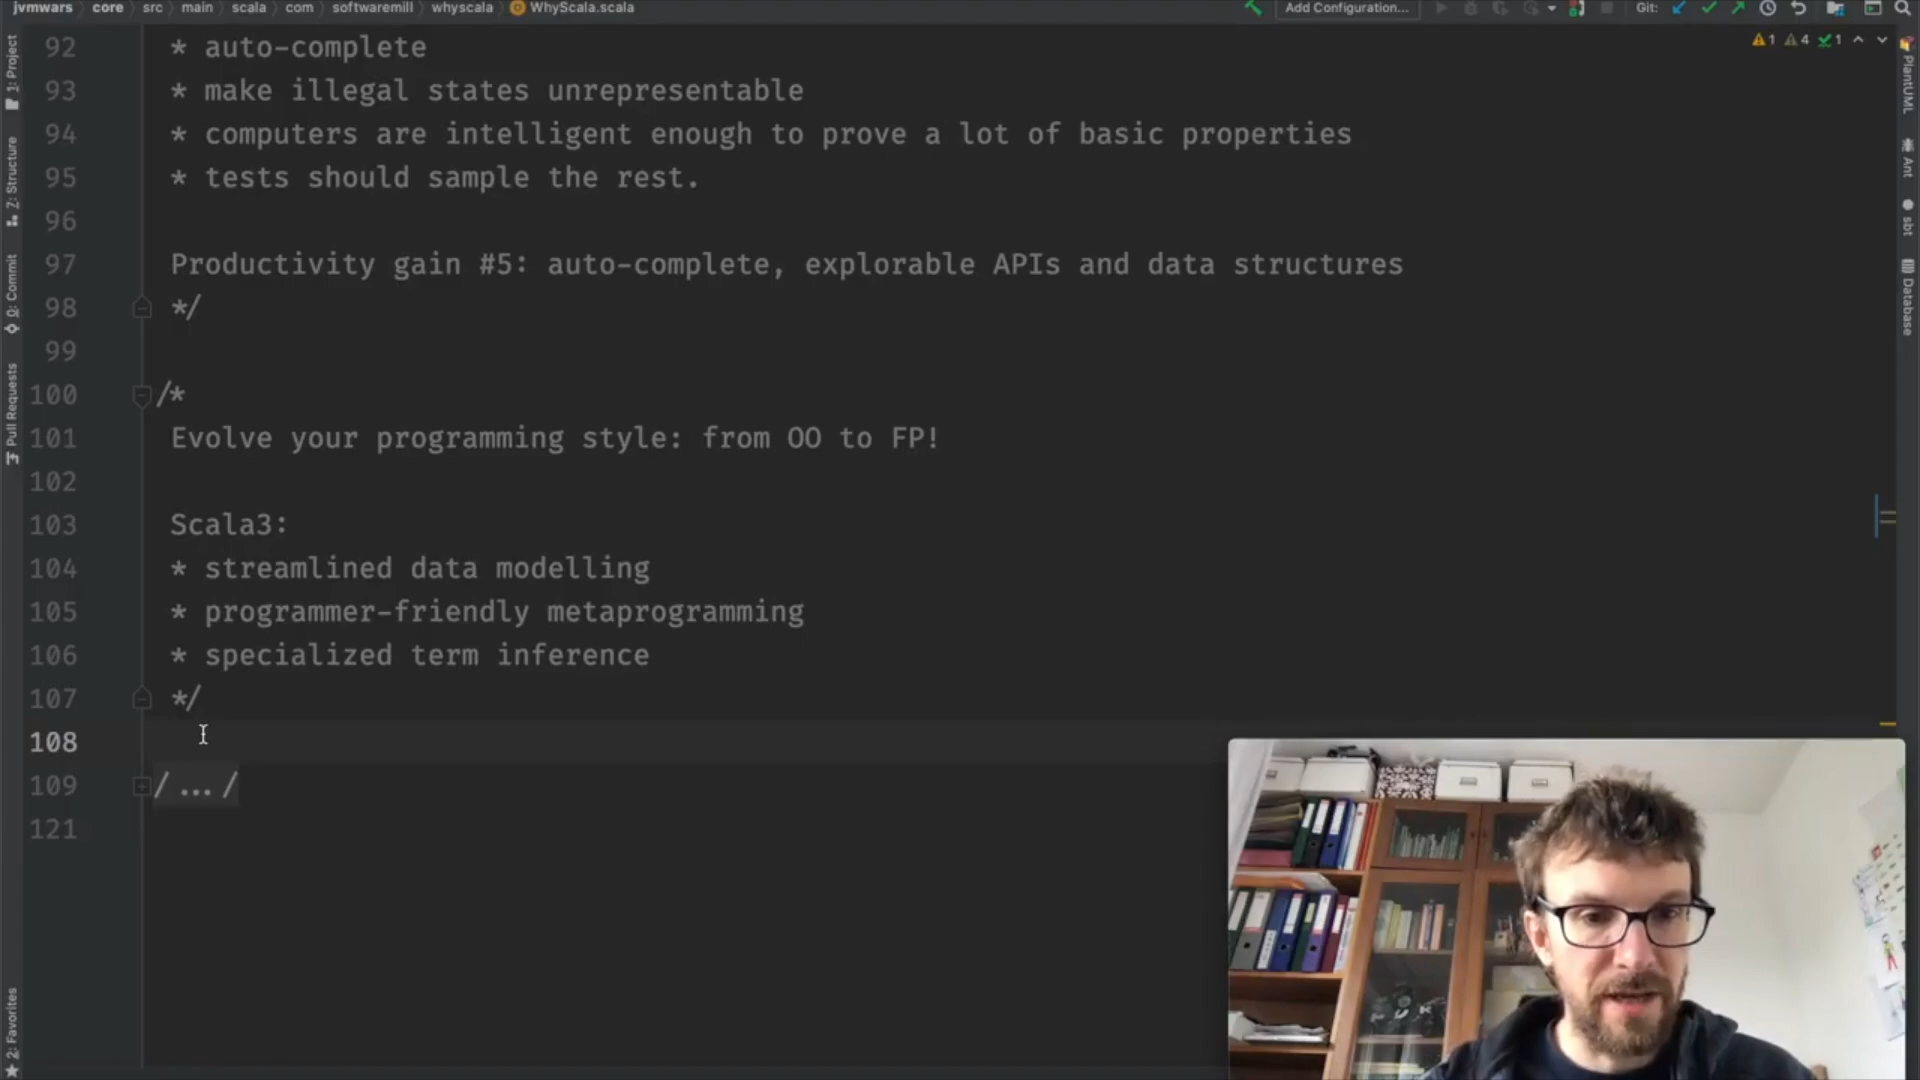 jvmwars core src main scala com softwaremill whyscala WhyScala.scala Add Configuration... Git:
1 4 1
92 * auto-complete
93 * make illegal states unrepresentable
94 * computers are intelligent enough to prove a lot of basic properties
95 * tests should sample the rest.
96
97 Productivity gain #5: auto-complete, explorable APIs and data structures
98 */
99
100 /*
101 Evolve your programming style: from OO to FP!
102
103 Scala3:
104 * streamlined data modelling
105 * programmer-friendly metaprogramming
106 * specialized term inference
107 */
108
109 /.../
121
1: Project
7: Structure
0: Commit
Pull Requests
2: Favorites
PlantUML
Ant
sbt
Database